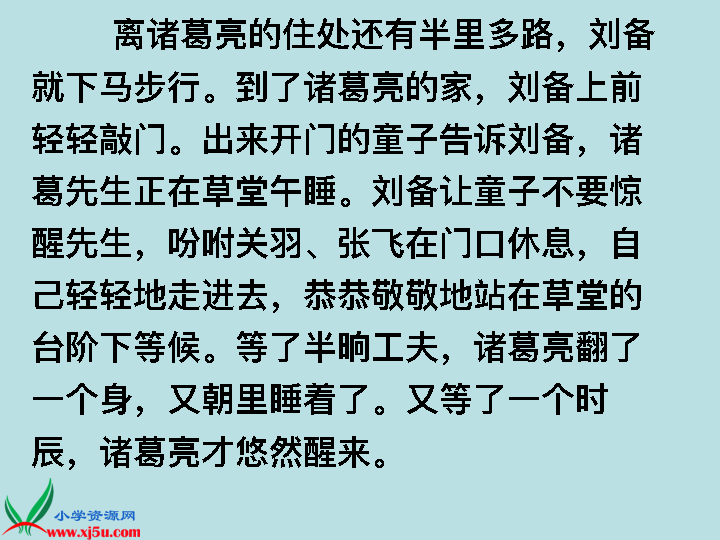 离诸葛亮的住处还有半里多路，刘备
就下马步行。到了诸葛亮的家，刘备上前
轻轻敲门。出来开门的童子告诉刘备，诸
葛先生正在草堂午睡。刘备让童子不要惊
醒先生，吩咐关羽、张飞在门口休息，自
己轻轻地走进去，恭恭敬敬地站在草堂的
台阶下等候。等了半晌工夫，诸葛亮翻了
一个身，又朝里睡着了。又等了一个时
辰，诸葛亮才悠然醒来。
小学资源网
www.xj5u.com